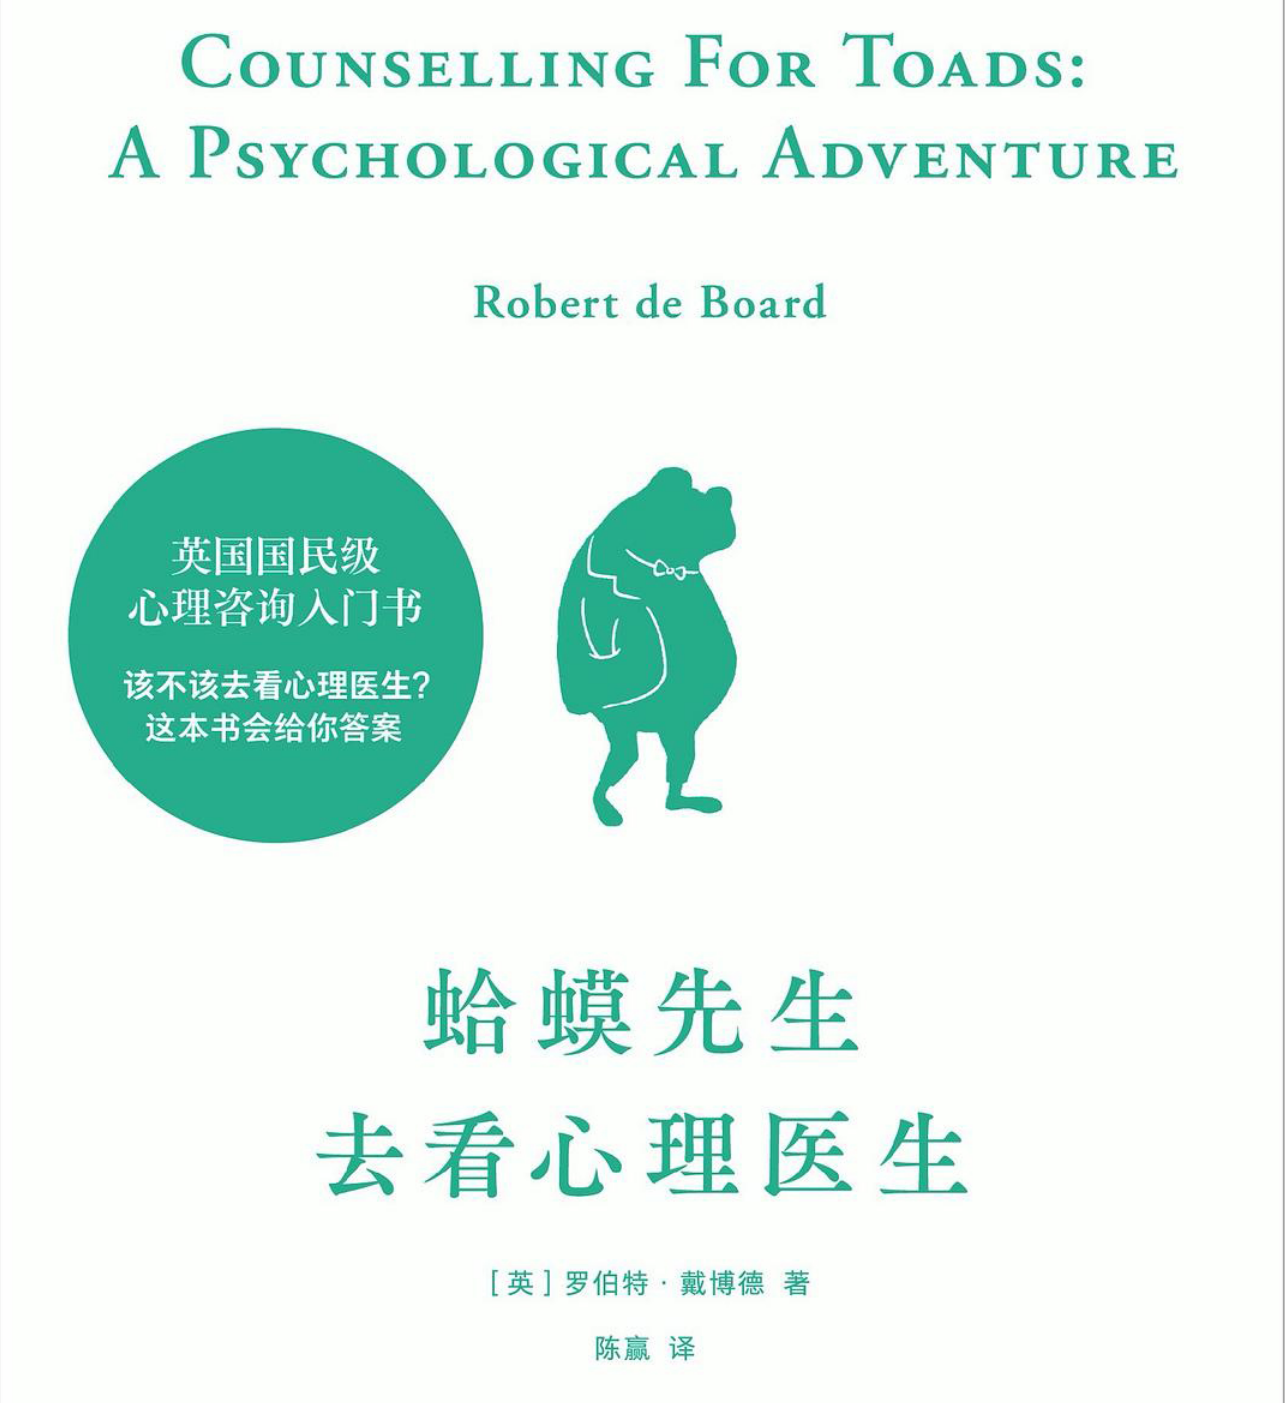 COUNSELLING FOR TOADS:
A PSYCHOLOGICAL ADVENTURE
Robert de Board
英国国民级
心理咨询入门书
该不该去看心理医生？
这本书会给你答案
蛤蟆先生
去看心理医生
[英]罗伯特·戴博德 著
陈赢 译